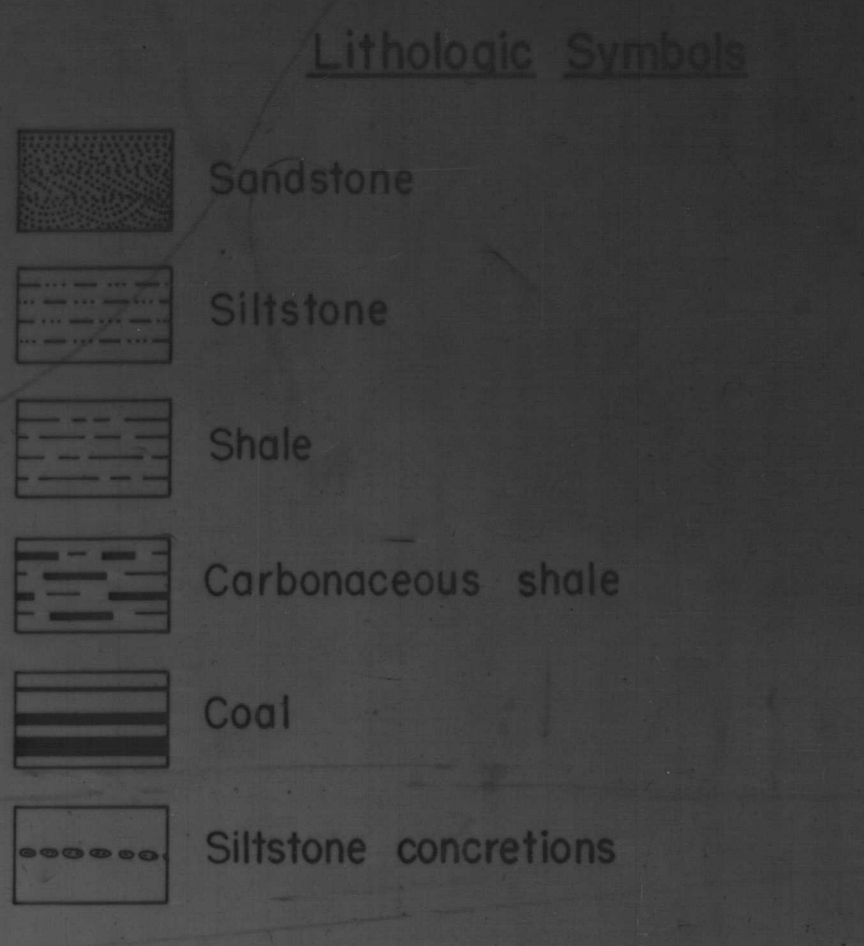 Lithologic Symbols
Sandstone
Siltstone
Shale
Carbonaceous shale
Coal
Siltstone concretions